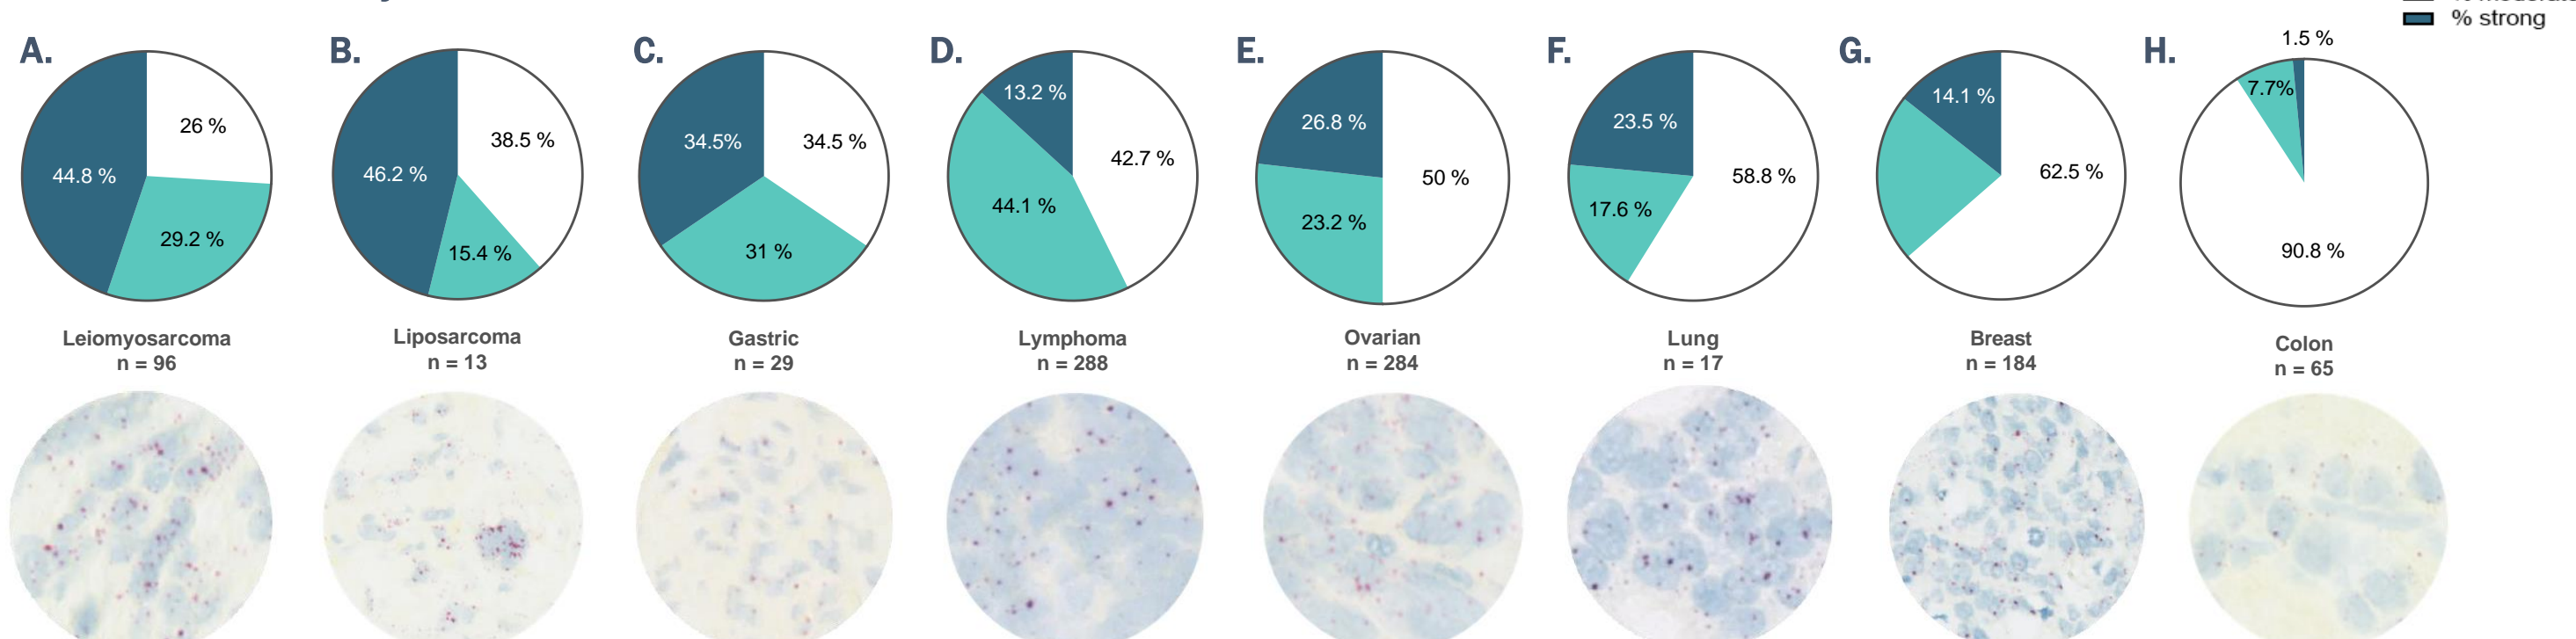 % strong
A.
44.8 %
26 %
29.2 %
Leiomyosarcoma
n = 96
B.
46.2 %
38.5 %
15.4 %
Liposarcoma
n = 13
C.
34.5%
34.5 %
31 %
Gastric
n = 29
D.
13.2 %
42.7 %
44.1 %
Lymphoma
n = 288
E.
26.8 %
50 %
23.2 %
Ovarian
n = 284
F.
23.5 %
58.8 %
17.6 %
Lung
n = 17
G.
14.1 %
62.5 %
Breast
n = 184
H.
1.5 %
7.7%
90.8 %
Colon
n = 65